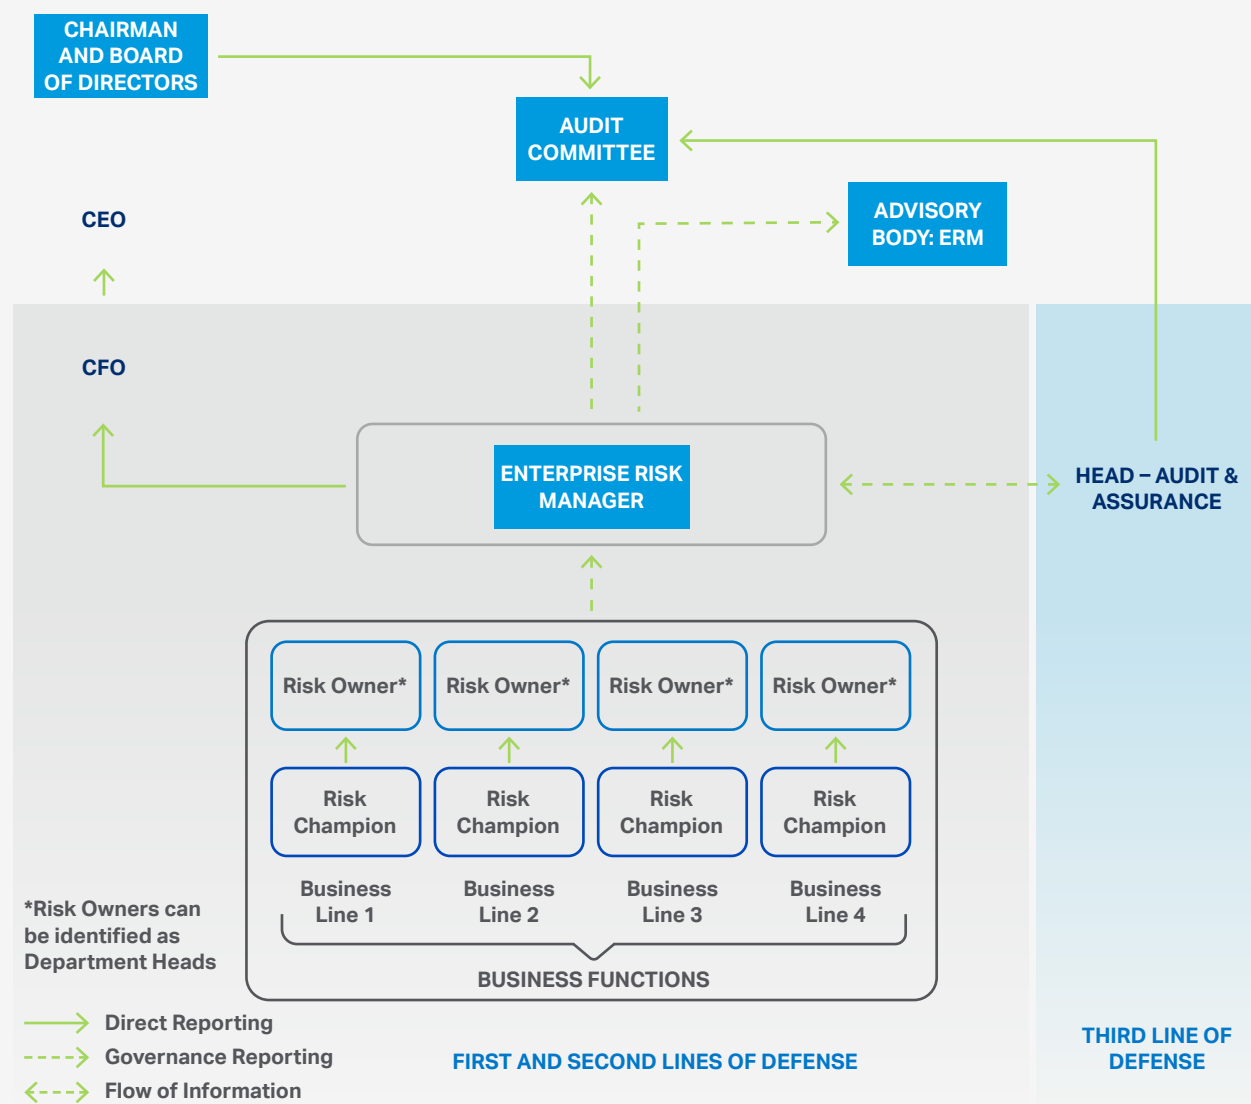 CHAIRMAN
AND BOARD
OF DIRECTORS
AUDIT
COMMITTEE
ADVISORY
BODY: ERM
CEO
CFO
ENTERPRISE RISK
MANAGER
HEAD – AUDIT &
ASSURANCE
Risk Owner*
Risk Owner*
Risk Owner*
Risk Owner*
Risk
Champion
Risk
Champion
Risk
Champion
Risk
Champion
Business
Line 1
Business
Line 2
Business
Line 3
Business
Line 4
BUSINESS FUNCTIONS
*Risk Owners can
be identified as
Department Heads
Direct Reporting
Governance Reporting
Flow of Information
FIRST AND SECOND LINES OF DEFENSE
THIRD LINE OF
DEFENSE